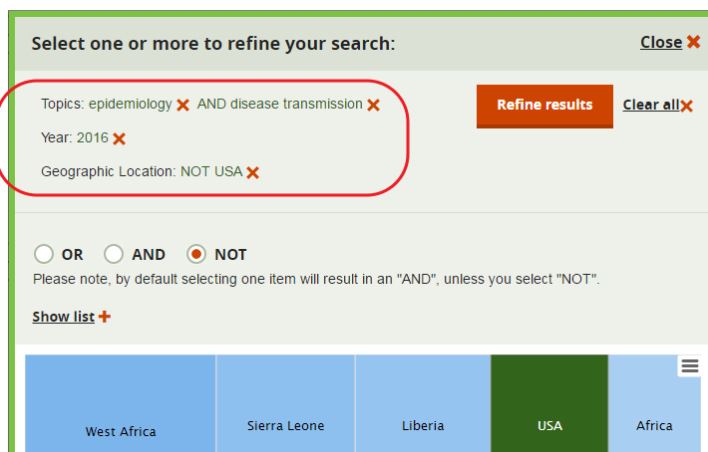 Select one or more to refine your search:
Close
Topics: epidemiology AND disease transmission
Refine results
Clear all
Year: 2016
Geographic Location: NOT USA
OR AND NOT
Please note, by default selecting one item will result in an "AND", unless you select "NOT".
Show list
West Africa
Sierra Leone
Liberia
USA
Africa